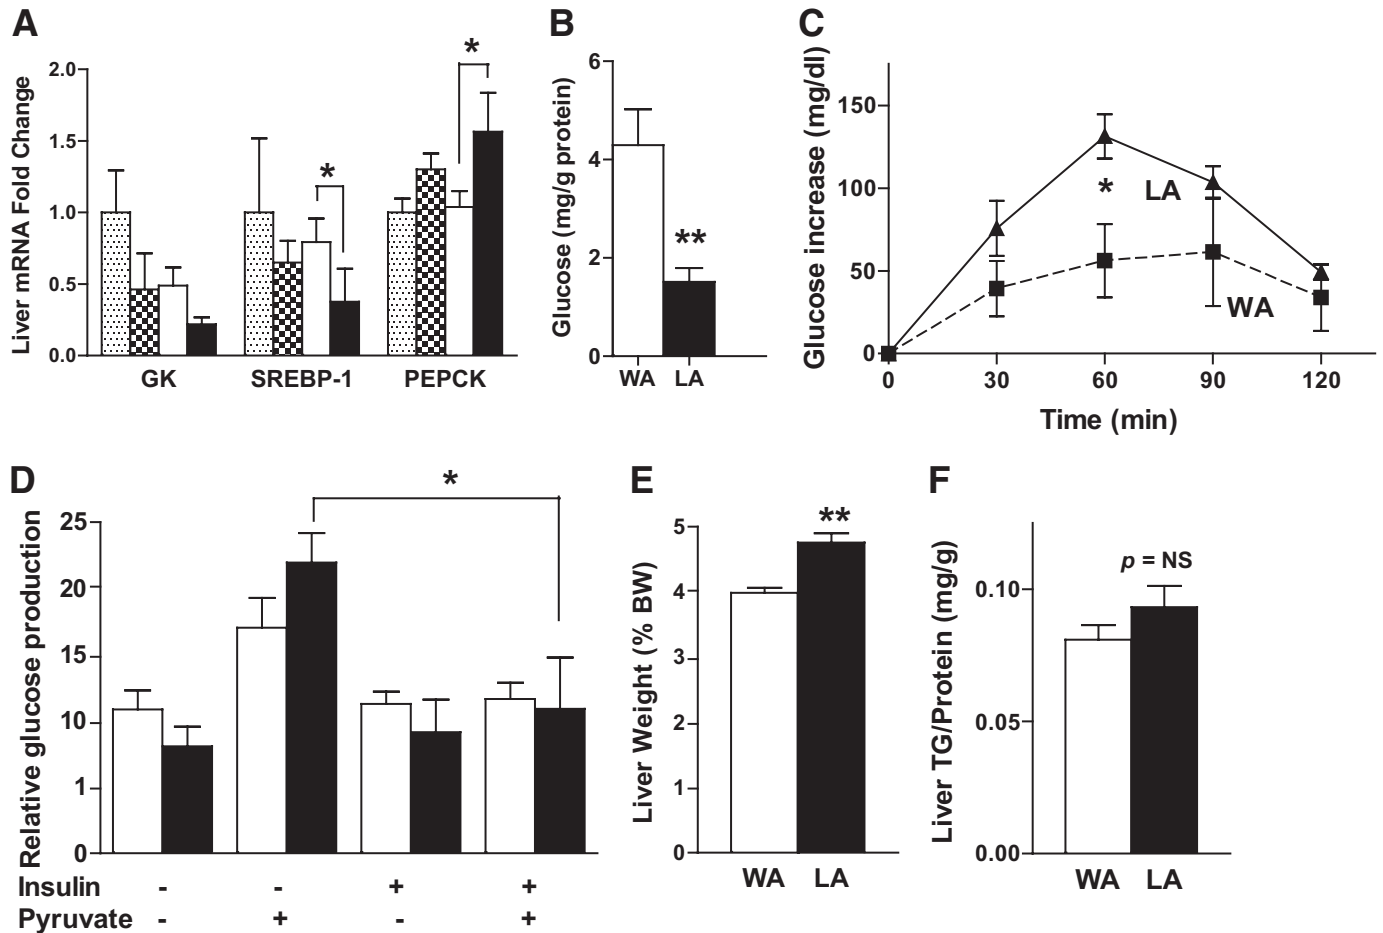 A
Liver mRNA Fold Change
2.0
1.5
1.0
0.5
0.0
*
*
GK SREBP-1 PEPCK
B
Glucose (mg/g protein)
6
4
2
0
**
WA LA
C
Glucose increase (mg/dl)
150
100
50
0
*
LA
WA
0 30 60 90 120
Time (min)
D
Relative glucose production
25
20
15
10
1
0
*
Insulin - - + +
Pyruvate - + - +
E
Liver Weight (% BW)
5
4
3
2
1
0
**
WA LA
F
Liver TG/Protein (mg/g)
0.10
0.05
0.00
p = NS
WA LA